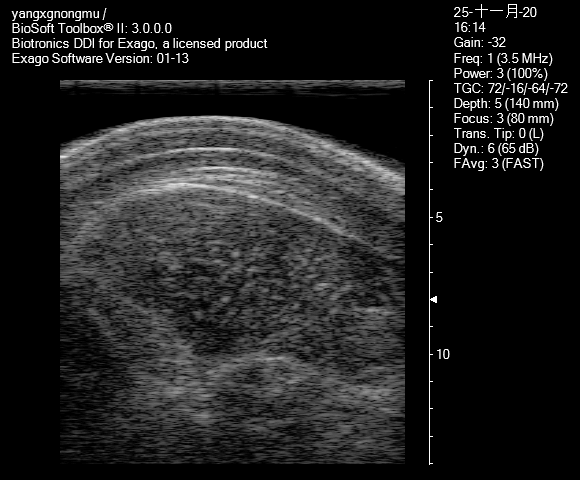 yangxgnongmu /
BioSoft Toolbox® II: 3.0.0.0
Biotronics DDI for Exago, a licensed product
Exago Software Version: 01-13
25-十一月-20
16:14
Gain: -32
Freq: 1 (3.5 MHz)
Power: 3 (100%)
TGC: 72/-16/-64/-72
Depth: 5 (140 mm)
Focus: 3 (80 mm)
Trans. Tip: 0 (L)
Dyn.: 6 (65 dB)
FAvg: 3 (FAST)
5
10